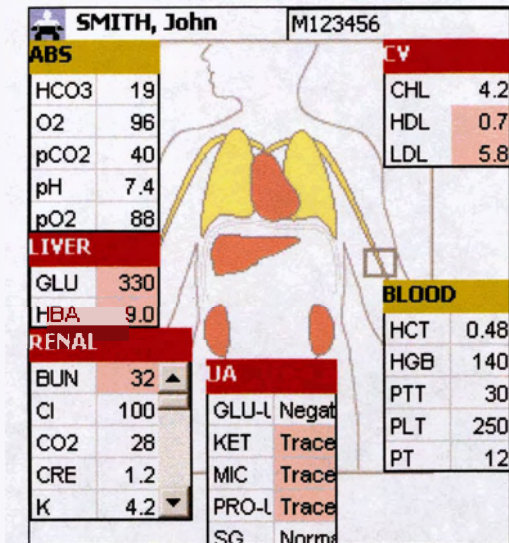 SMITH, John M123456
ABS
HCO3 19
O2 96
pCO2 40
pH 7.4
pO2 88
LIVER
GLU 330
HBA 9.0
RENAL
BUN 32
Cl 100
CO2 28
CRE 1.2
K 4.2
UA
GLU-U Negat
KET Trace
MIC Trace
PRO-U Trace
SG Norma
CV
CHL 4.2
HDL 0.7
LDL 5.8
BLOOD
HCT 0.48
HGB 140
PTT 30
PLT 250
PT 12